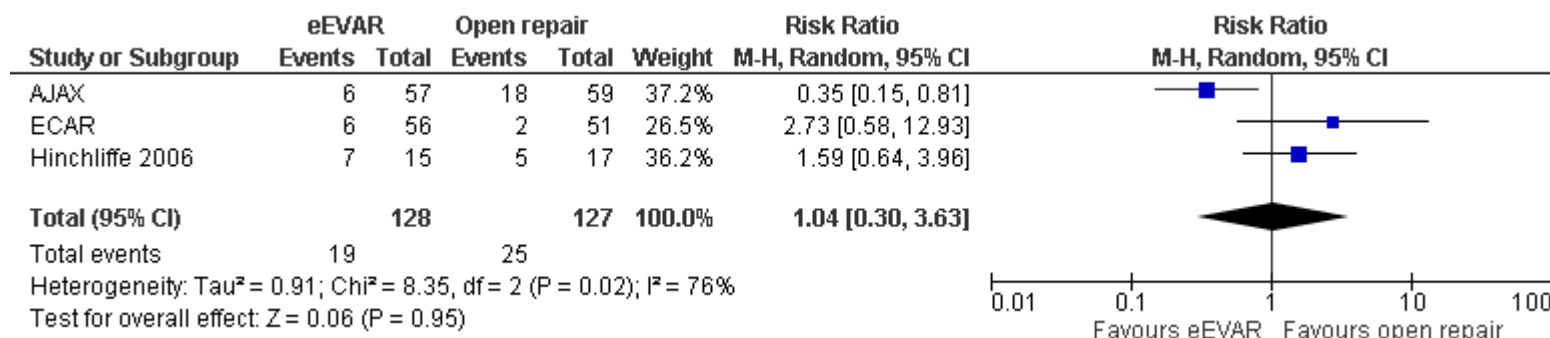 eEVAR Open repair Risk Ratio Risk Ratio
Study or Subgroup Events Total Events Total Weight M-H, Random, 95% CI M-H, Random, 95% CI
AJAX 6 57 18 59 37.2% 0.35 [0.15, 0.81]
ECAR 6 56 2 51 26.5% 2.73 [0.58, 12.93]
Hinchliffe 2006 7 15 5 17 36.2% 1.59 [0.64, 3.96]
Total (95% CI) 128 127 100.0% 1.04 [0.30, 3.63]
Total events 19 25
Heterogeneity: Tau² = 0.91; Chi² = 8.35, df = 2 (P = 0.02); I² = 76%
Test for overall effect: Z = 0.06 (P = 0.95)
0.01 0.1 1 10 100
Favours eEVAR Favours open repair